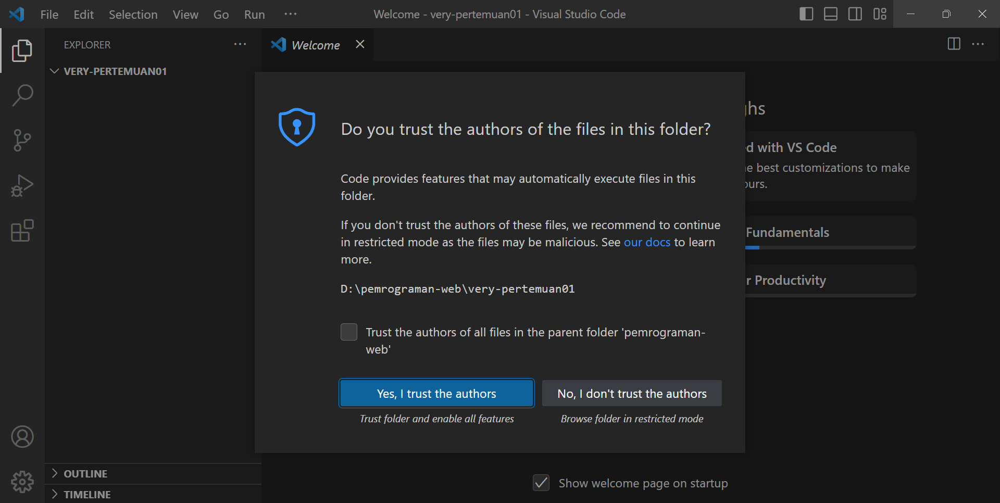 File Edit Selection View Go Run ··· Welcome - very-pertemuan01 - Visual Studio Code
EXPLORER ···
Welcome
VERY-PERTEMUAN01
Do you trust the authors of the files in this folder?
Code provides features that may automatically execute files in this
folder.
If you don't trust the authors of these files, we recommend to continue
in restricted mode as the files may be malicious. See our docs to learn
more.
D:\pemrograman-web\very-pertemuan01
Trust the authors of all files in the parent folder 'pemrograman-
web'
Yes, I trust the authors
No, I don't trust the authors
Trust folder and enable all features
Browse folder in restricted mode
ghs
d with VS Code
e best customizations to make
ours.
Fundamentals
r Productivity
OUTLINE
TIMELINE
Show welcome page on startup